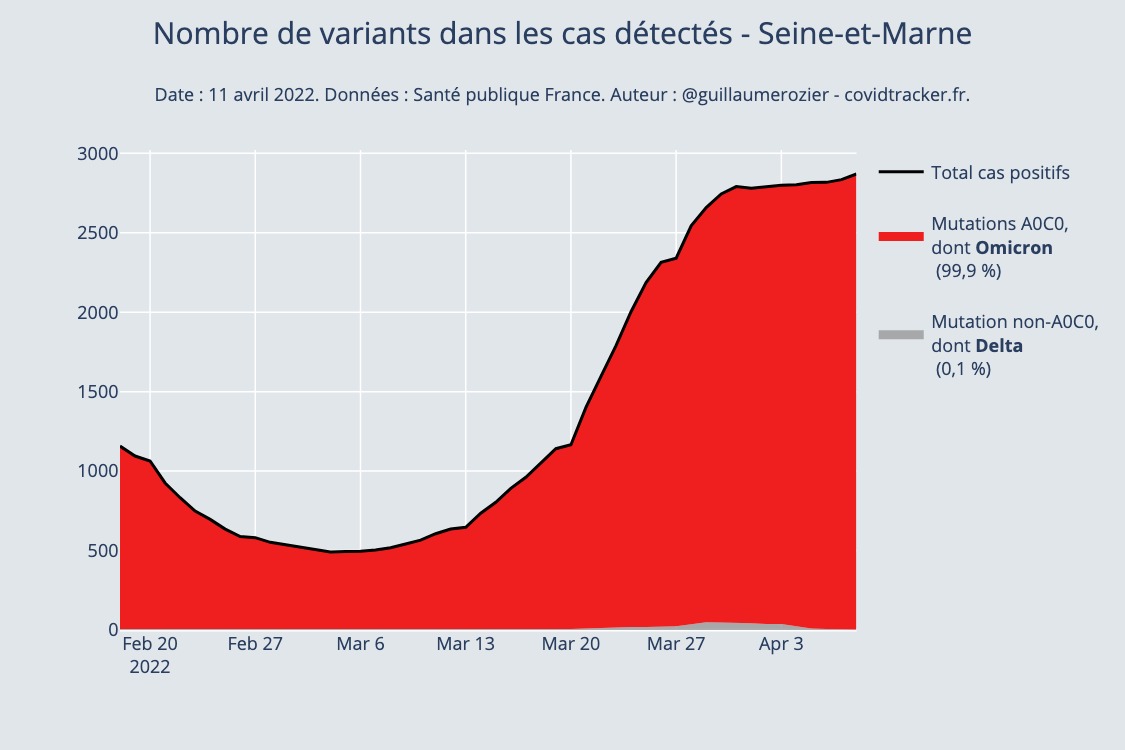 Nombre de variants dans les cas détectés - Seine-et-Marne
Date : 11 avril 2022. Données : Santé publique France. Auteur : @guillaumerozier - covidtracker.fr.
3000
2500
2000
1500
1000
500
0
Feb 20
2022
Feb 27
Mar 6
Mar 13
Mar 20
Mar 27
Apr 3
Total cas positifs
Mutations A0C0,
dont Omicron
(99,9 %)
Mutation non-A0C0,
dont Delta
(0,1 %)